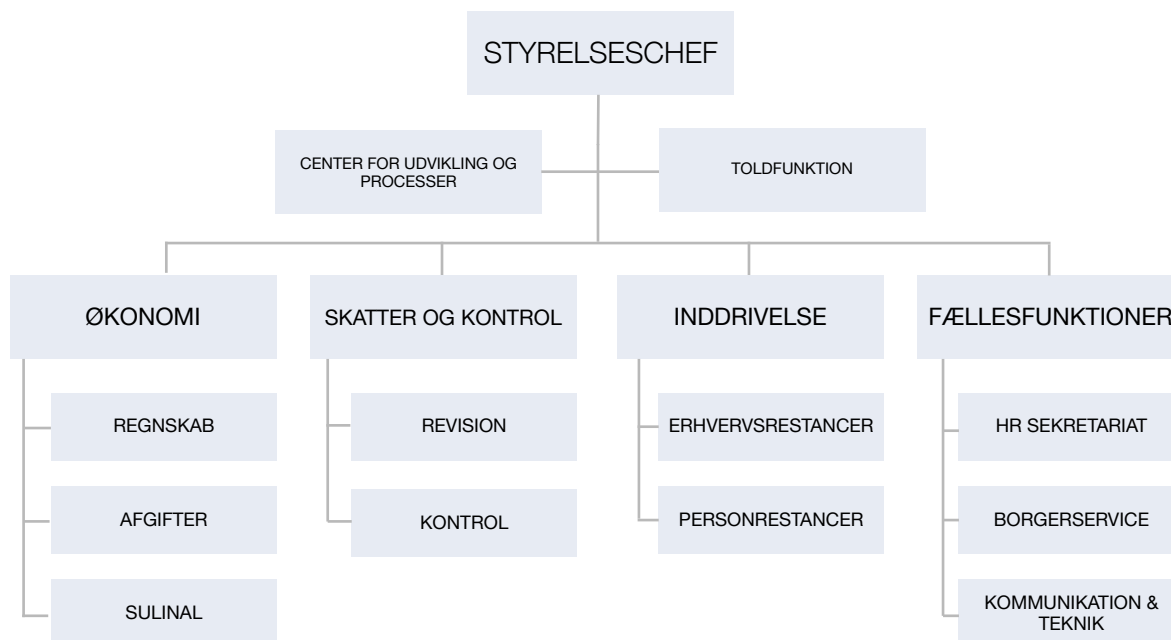 STYRELSESCHEF
CENTER FOR UDVIKLING OG
PROCESSER
TOLDFUNKTION
ØKONOMI
SKATTER OG KONTROL
INDDRIVELSE
FÆLLESFUNKTIONER
REGNSKAB
REVISION
ERHVERVSRESTANCER
HR SEKRETARIAT
AFGIFTER
KONTROL
PERSONRESTANCER
BORGERSERVICE
SULINAL
KOMMUNIKATION &
TEKNIK